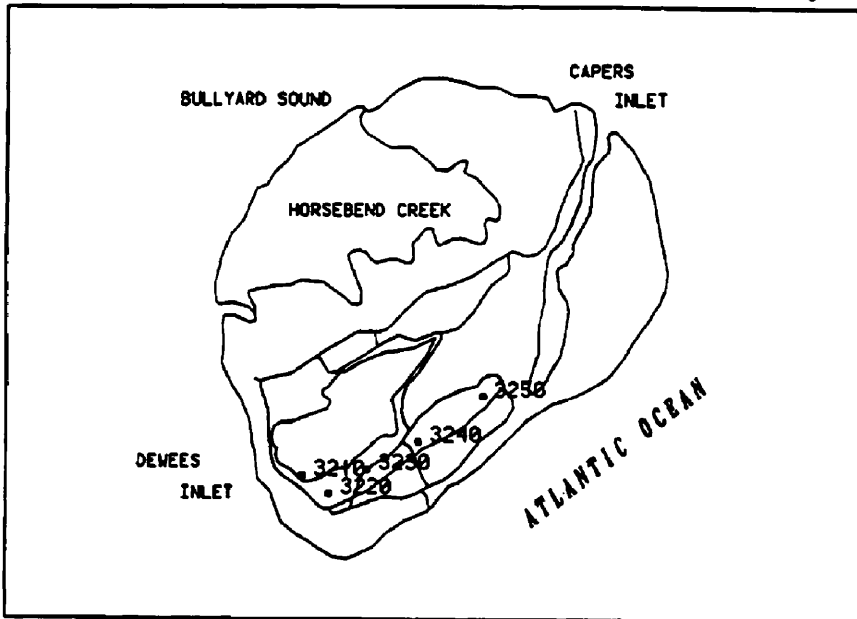 CAPERS
INLET
BULLYARD SOUND
HORSEBEND CREEK
3250
3240
3230
3210
3220
DEWEES
INLET
ATLANTIC OCEAN